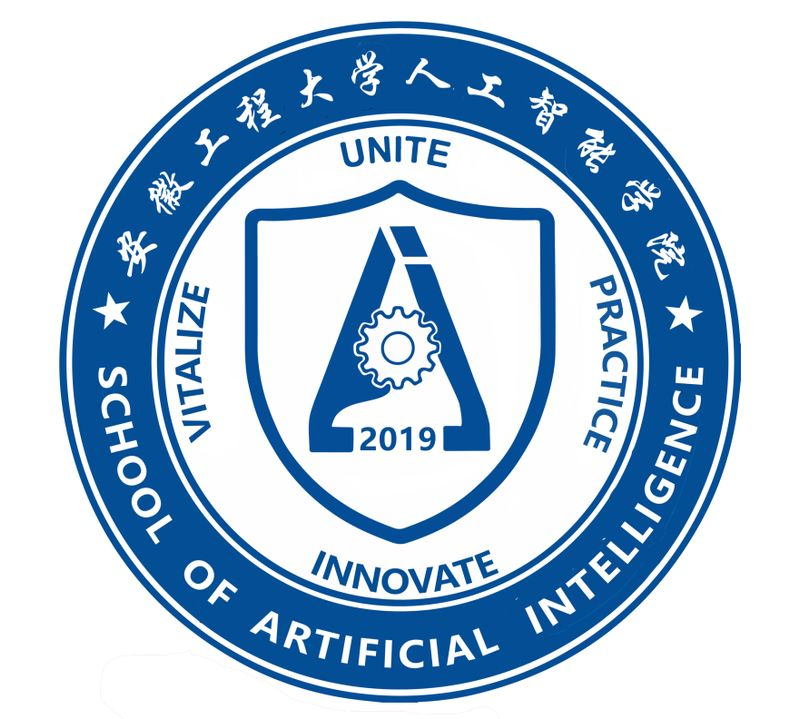 安徽工程大学人工智能学院
UNITE
VITALIZE
PRACTICE
2019
INNOVATE
SCHOOL OF ARTIFICIAL INTELLIGENCE